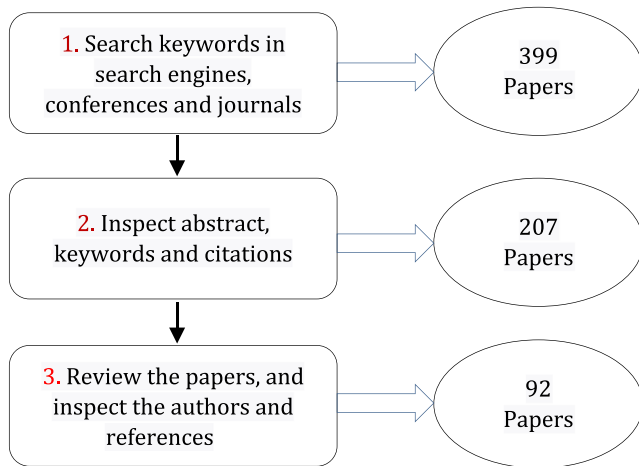 1. Search keywords in
search engines,
conferences and journals
399
Papers
2. Inspect abstract,
keywords and citations
207
Papers
3. Review the papers, and
inspect the authors and
references
92
Papers